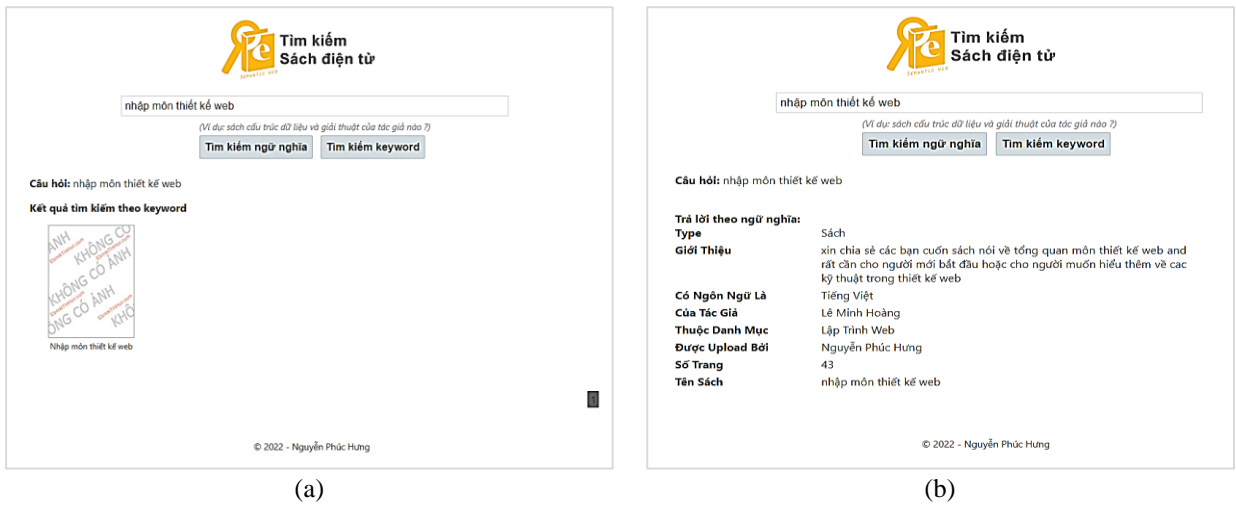 Tìm kiếm
Sách điện tử
SEMANTIC WEB
nhập môn thiết kế web
(Ví dụ: sách cấu trúc dữ liệu và giải thuật của tác giả nào ?)
Tìm kiếm ngữ nghĩa Tìm kiếm keyword
Câu hỏi: nhập môn thiết kế web
Kết quả tìm kiếm theo keyword
KHÔNG CÓ ẢNH
KHÔNG CÓ ẢNH
Nhập môn thiết kế web
1
© 2022 - Nguyễn Phúc Hưng
(a)
Tìm kiếm
Sách điện tử
SEMANTIC WEB
nhập môn thiết kế web
(Ví dụ: sách cấu trúc dữ liệu và giải thuật của tác giả nào ?)
Tìm kiếm ngữ nghĩa Tìm kiếm keyword
Câu hỏi: nhập môn thiết kế web
Trả lời theo ngữ nghĩa:
Type Sách
Giới Thiệu xin chia sẻ các bạn cuốn sách nói về tổng quan môn thiết kế web and
rất cần cho người mới bắt đầu hoặc cho người muốn hiểu thêm về cac
kỹ thuật trong thiết kế web
Có Ngôn Ngữ Là Tiếng Việt
Của Tác Giả Lê Minh Hoàng
Thuộc Danh Mục Lập Trình Web
Được Upload Bởi Nguyễn Phúc Hưng
Số Trang 43
Tên Sách nhập môn thiết kế web
© 2022 - Nguyễn Phúc Hưng
(b)